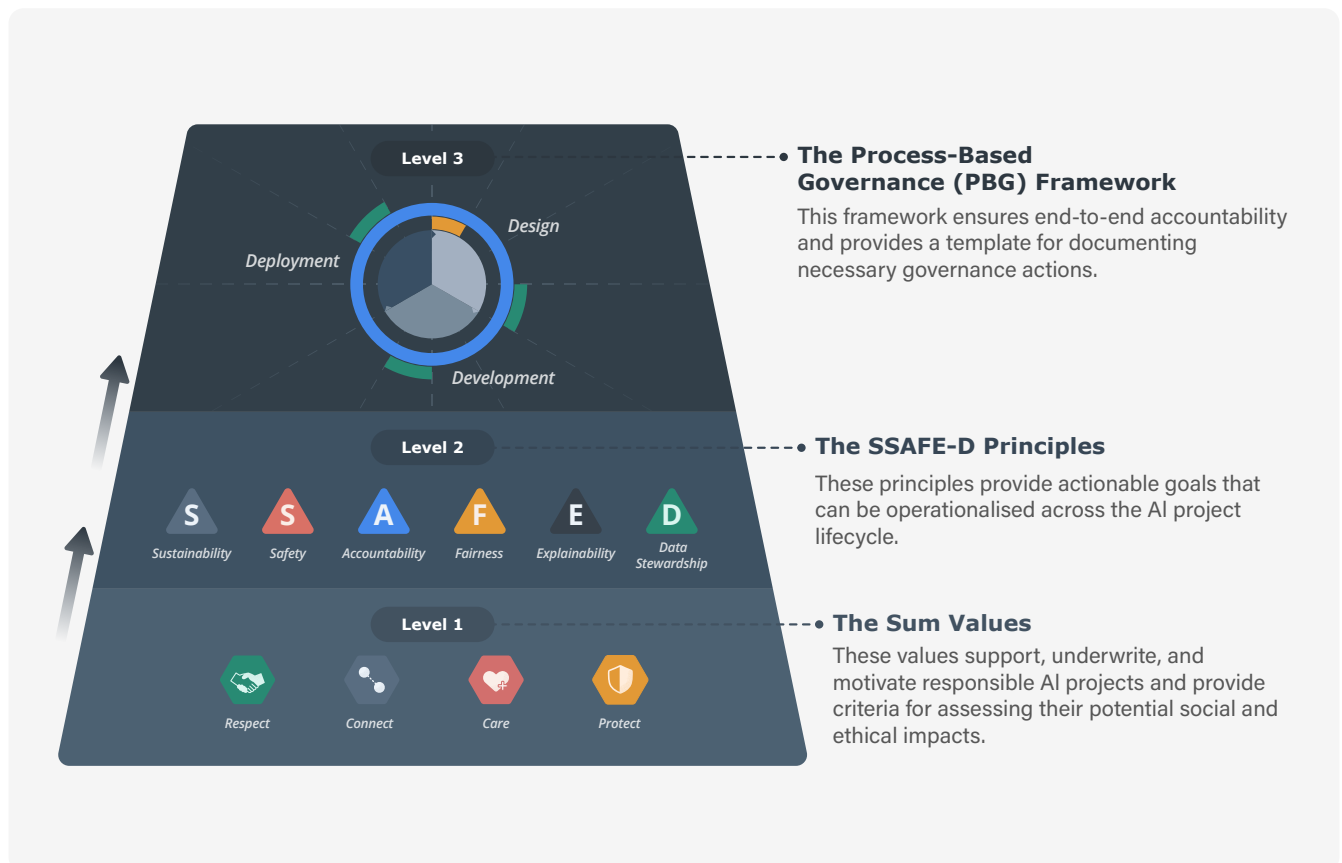 Level 3
Design
Deployment
Development
The Process-Based
Governance (PBG) Framework
This framework ensures end-to-end accountability
and provides a template for documenting
necessary governance actions.
Level 2
S
S
A
F
E
D
Sustainability
Safety
Accountability
Fairness
Explainability
Data
Stewardship
The SSAFE-D Principles
These principles provide actionable goals that
can be operationalised across the AI project
lifecycle.
Level 1
Respect
Connect
Care
Protect
The Sum Values
These values support, underwrite, and
motivate responsible AI projects and provide
criteria for assessing their potential social and
ethical impacts.